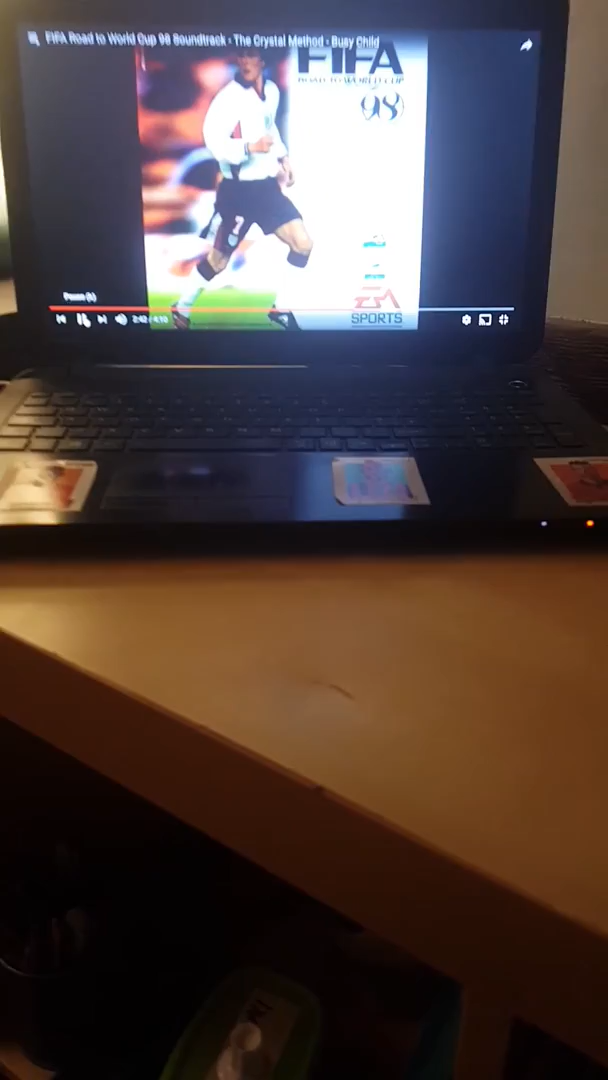 FIFA Road to World Cup 98 Soundtrack - The Crystal Method - Busy Child
FIFA
ROAD TO WORLD CUP
98
7
EA
SPORTS
Pause (k)
2:42 / 4:10